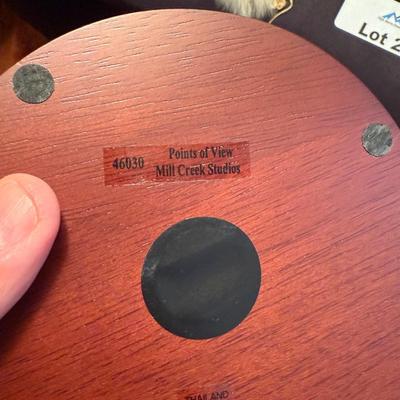 Lot 2
46030 Points of View
Mill Creek Studios
THAILAND